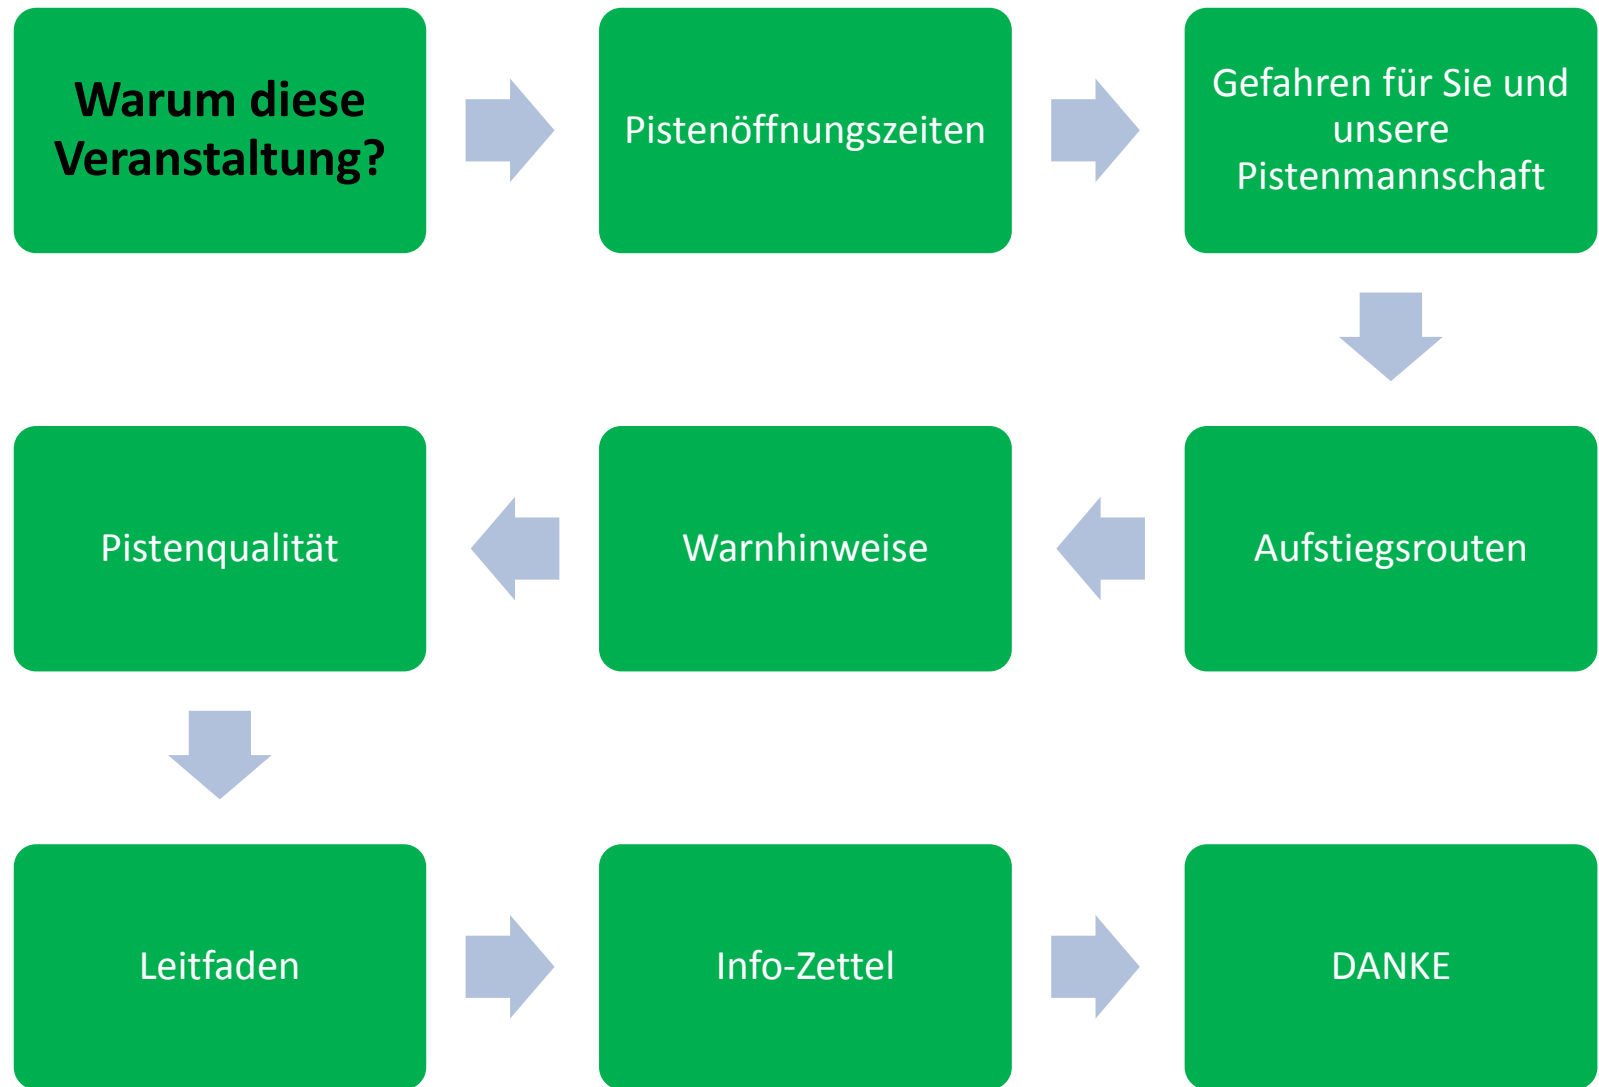 Warum diese
Veranstaltung?
Pistenöffnungszeiten
Gefahren für Sie und
unsere
Pistenmannschaft
Aufstiegsrouten
Warnhinweise
Pistenqualität
Leitfaden
Info-Zettel
DANKE